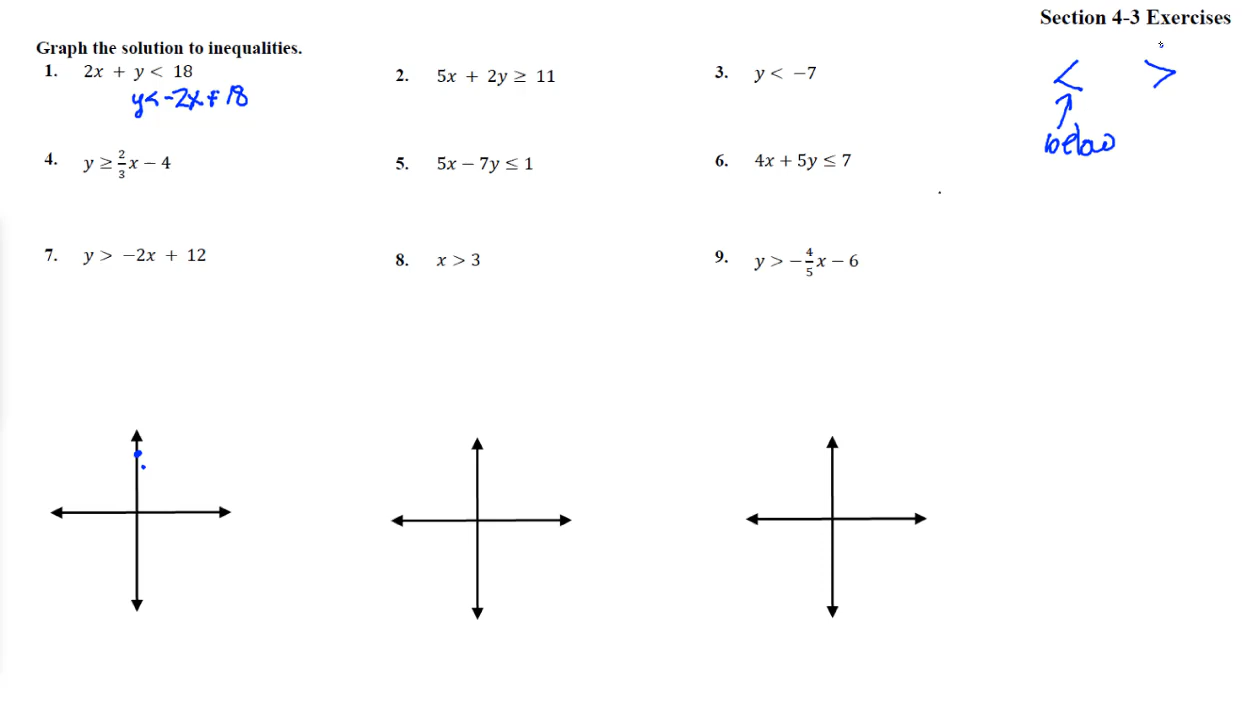 Section 4-3 Exercises
Graph the solution to inequalities.
1. 2x + y < 18
y<-2x+18
2. 5x + 2y ≥ 11
3. y < −7
< >
below
4. y ≥ 2/3 x − 4
5. 5x − 7y ≤ 1
6. 4x + 5y ≤ 7
7. y > −2x + 12
8. x > 3
9. y > −4/5 x − 6